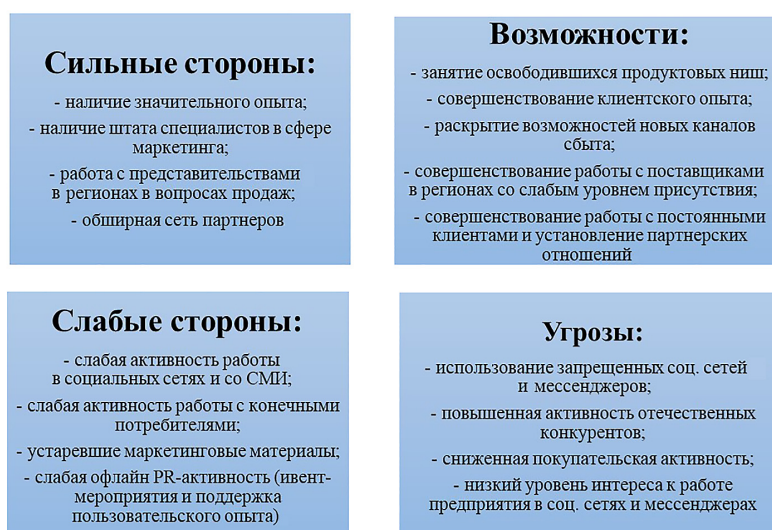 Сильные стороны:
- наличие значительного опыта;
- наличие штата специалистов в сфере
маркетинга;
- работа с представительствами
в регионах в вопросах продаж;
- обширная сеть партнеров
Возможности:
- занятие освободившихся продуктовых ниш;
- совершенствование клиентского опыта;
- раскрытие возможностей новых каналов
сбыта;
- совершенствование работы с поставщиками
в регионах со слабым уровнем присутствия;
- совершенствование работы с постоянными
клиентами и установление партнерских
отношений
Слабые стороны:
- слабая активность работы
в социальных сетях и со СМИ;
- слабая активность работы с конечными
потребителями;
- устаревшие маркетинговые материалы;
- слабая офлайн PR-активность (ивент-
мероприятия и поддержка
пользовательского опыта)
Угрозы:
- использование запрещенных соц. сетей
и мессенджеров;
- повышенная активность отечественных
конкурентов;
- сниженная покупательская активность;
- низкий уровень интереса к работе
предприятия в соц. сетях и мессенджерах